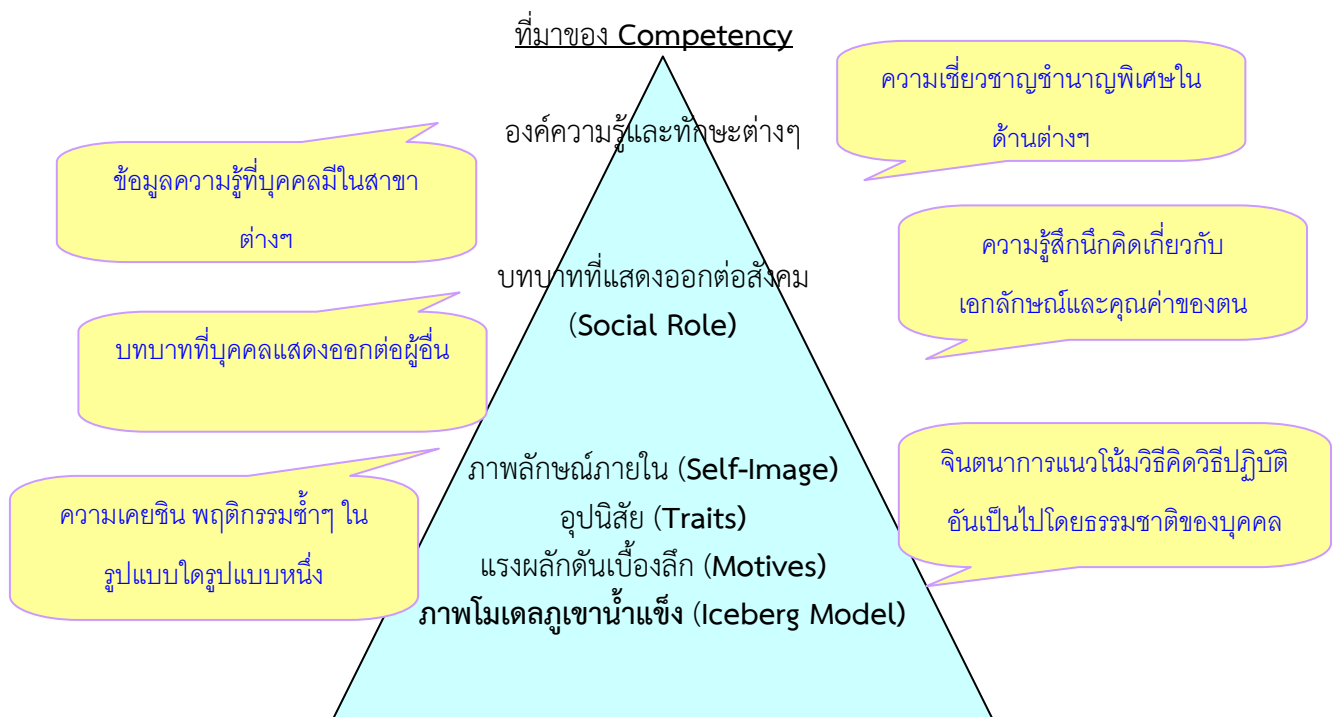 ที่มาของ Competency
ความเชี่ยวชาญชำนาญพิเศษใน
ด้านต่างๆ
องค์ความรู้และทักษะต่างๆ
ข้อมูลความรู้ที่บุคคลมีในสาขา
ต่างๆ
ความรู้สึกนึกคิดเกี่ยวกับ
เอกลักษณ์และคุณค่าของตน
บทบาทที่แสดงออกต่อสังคม
(Social Role)
บทบาทที่บุคคลแสดงออกต่อผู้อื่น
จินตนาการแนวโน้มวิธีคิดวิธีปฏิบัติ
อันเป็นไปโดยธรรมชาติของบุคคล
ภาพลักษณ์ภายใน (Self-Image)
อุปนิสัย (Traits)
แรงผลักดันเบื้องลึก (Motives)
ภาพโมเดลภูเขาน้ำแข็ง (Iceberg Model)
ความเคยชิน พฤติกรรมซ้ำๆ ใน
รูปแบบใดรูปแบบหนึ่ง